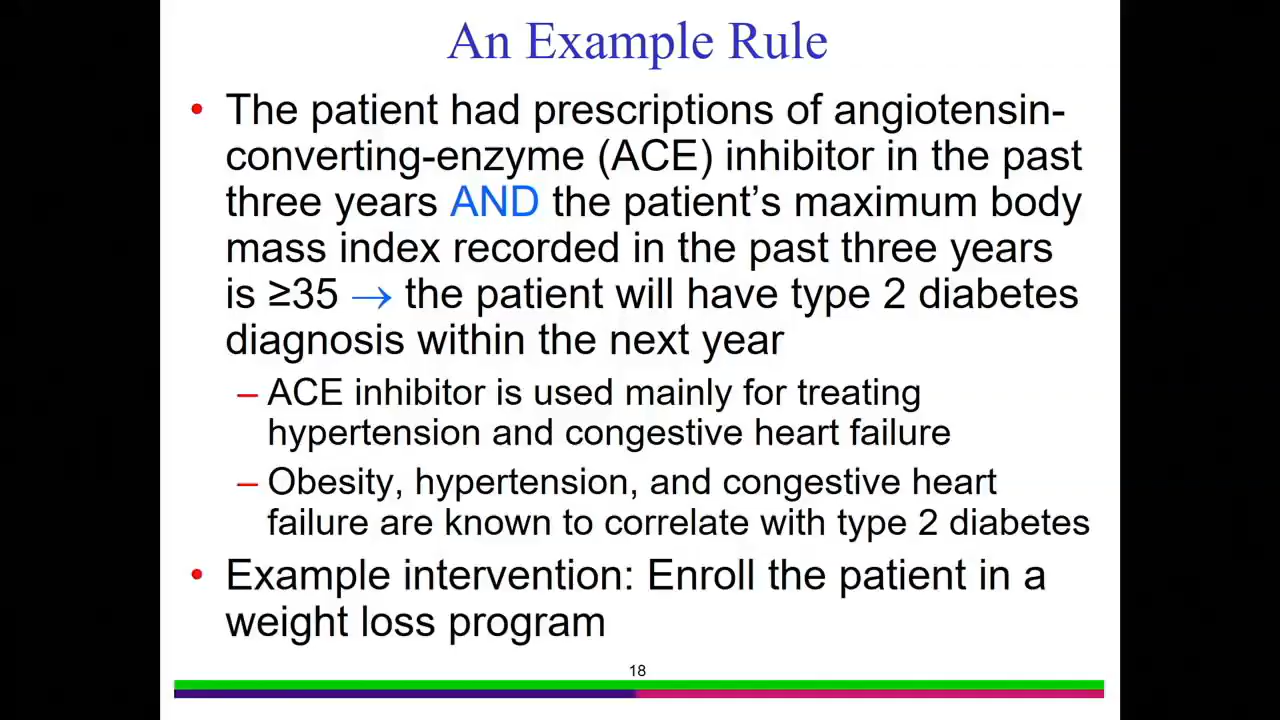 An Example Rule
• The patient had prescriptions of angiotensin-
converting-enzyme (ACE) inhibitor in the past
three years AND the patient’s maximum body
mass index recorded in the past three years
is ≥35 → the patient will have type 2 diabetes
diagnosis within the next year
– ACE inhibitor is used mainly for treating
hypertension and congestive heart failure
– Obesity, hypertension, and congestive heart
failure are known to correlate with type 2 diabetes
• Example intervention: Enroll the patient in a
weight loss program
18